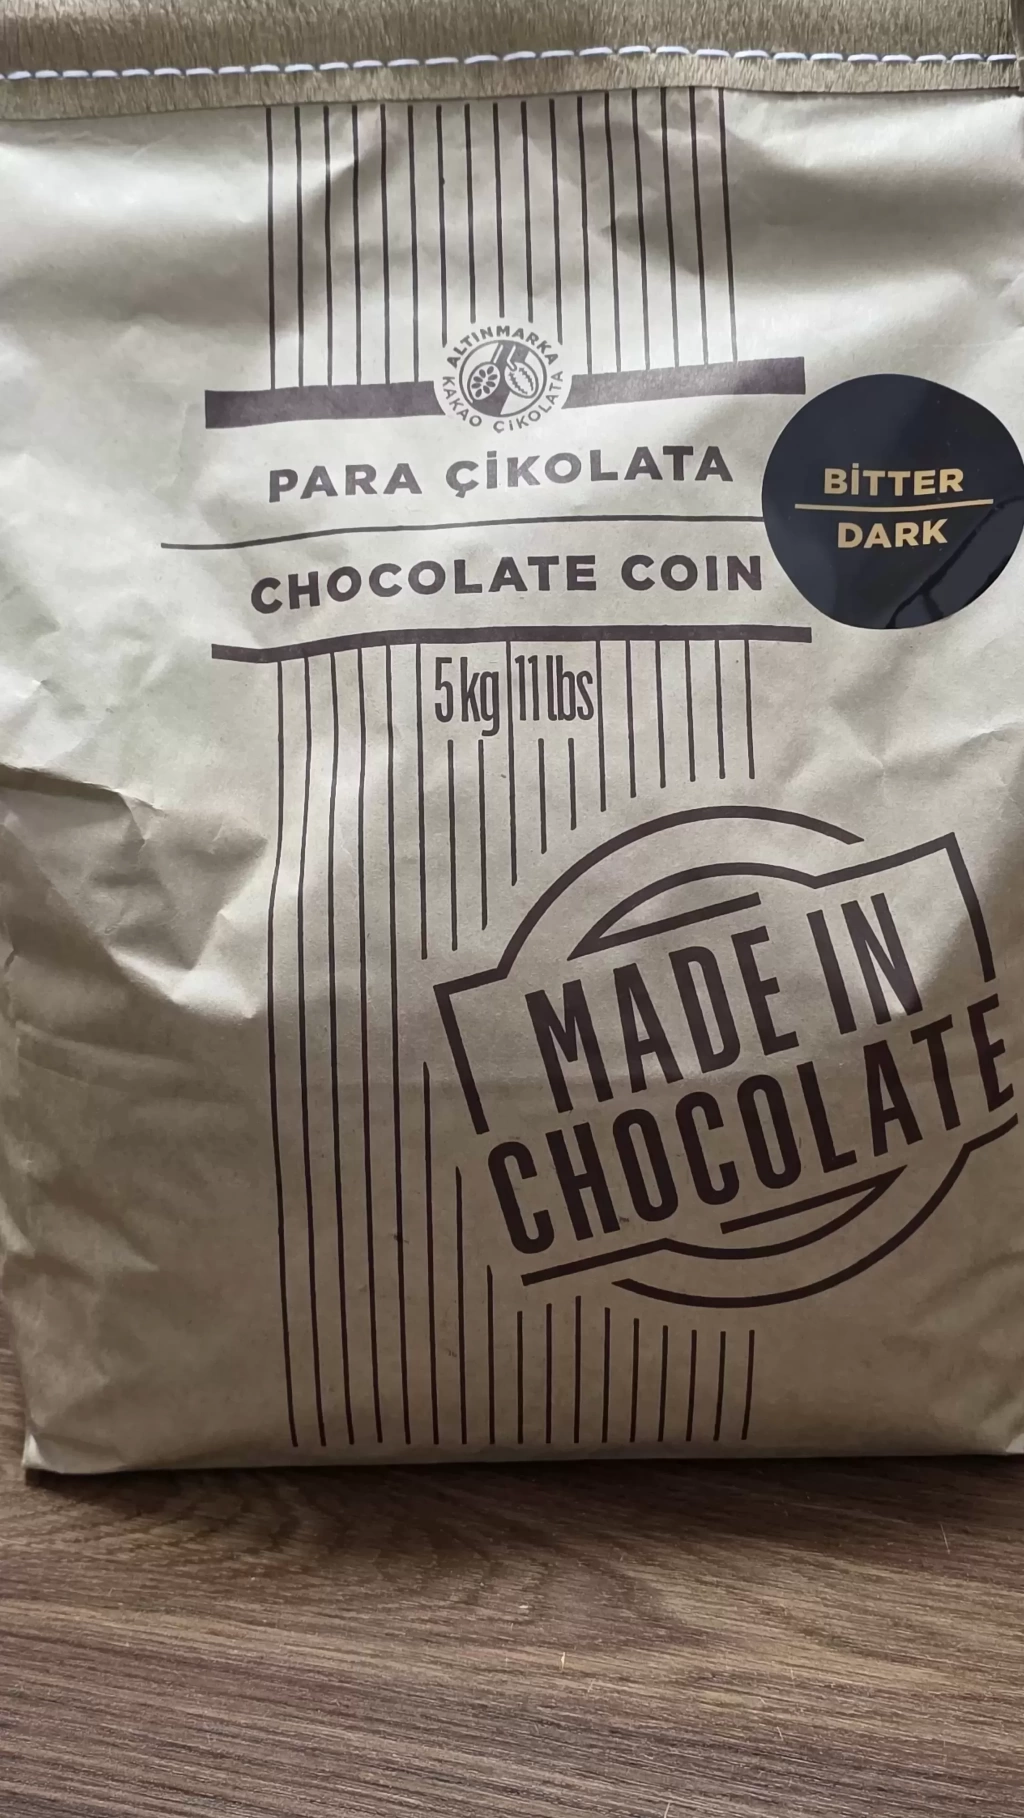 ALTINMARKA
KAKAO ÇİKOLATA
PARA ÇİKOLATA
CHOCOLATE COIN
BİTTER
DARK
5 kg 11 lbs
MADE IN
CHOCOLATE